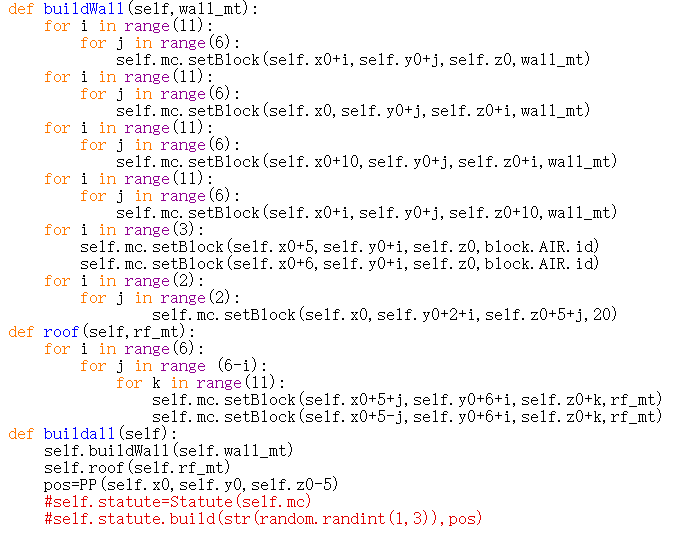 def buildWall(self,wall_mt):
    for i in range(11):
        for j in range(6):
            self.mc.setBlock(self.x0+i,self.y0+j,self.z0,wall_mt)
    for i in range(11):
        for j in range(6):
            self.mc.setBlock(self.x0,self.y0+j,self.z0+i,wall_mt)
    for i in range(11):
        for j in range(6):
            self.mc.setBlock(self.x0+10,self.y0+j,self.z0+i,wall_mt)
    for i in range(11):
        for j in range(6):
            self.mc.setBlock(self.x0+i,self.y0+j,self.z0+10,wall_mt)
    for i in range(3):
        self.mc.setBlock(self.x0+5,self.y0+i,self.z0,block.AIR.id)
        self.mc.setBlock(self.x0+6,self.y0+i,self.z0,block.AIR.id)
    for i in range(2):
        for j in range(2):
                self.mc.setBlock(self.x0,self.y0+2+i,self.z0+5+j,20)
def roof(self,rf_mt):
    for i in range(6):
        for j in range (6-i):
            for k in range(11):
                self.mc.setBlock(self.x0+5+j,self.y0+6+i,self.z0+k,rf_mt)
                self.mc.setBlock(self.x0+5-j,self.y0+6+i,self.z0+k,rf_mt)
def buildall(self):
    self.buildWall(self.wall_mt)
    self.roof(self.rf_mt)
    pos=PP(self.x0,self.y0,self.z0-5)
    #self.statute=Statute(self.mc)
    #self.statute.build(str(random.randint(1,3)),pos)